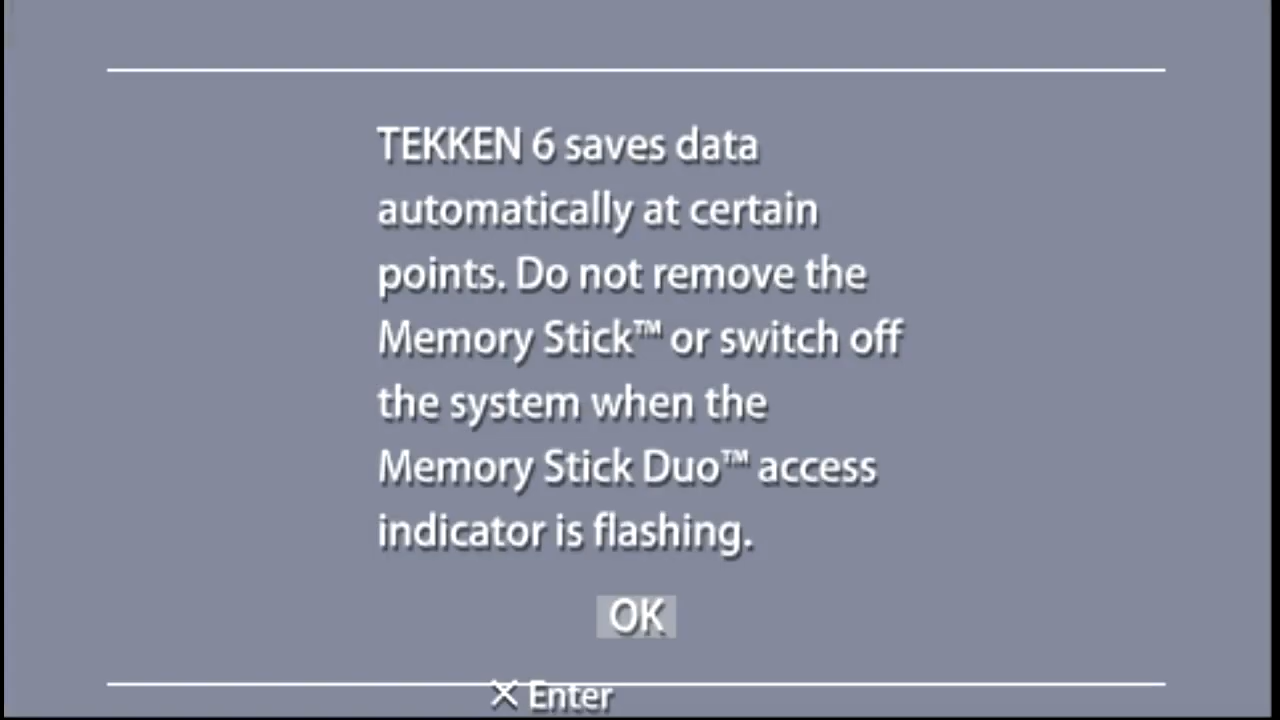 TEKKEN 6 saves data
automatically at certain
points. Do not remove the
Memory Stick™ or switch off
the system when the
Memory Stick Duo™ access
indicator is flashing.
OK
✕ Enter